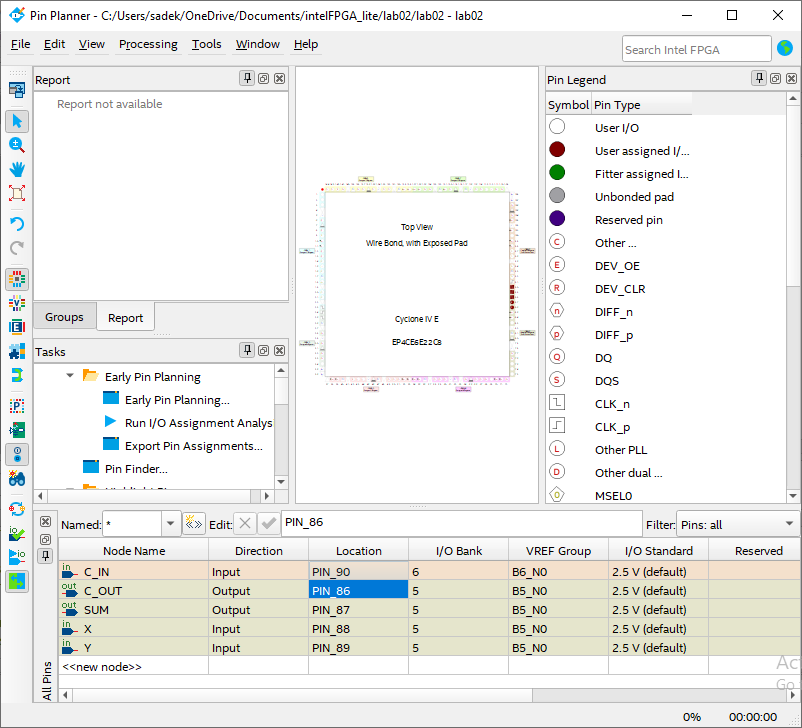 Pin Planner - C:/Users/sadek/OneDrive/Documents/intelFPGA_lite/lab02/lab02 - lab02
File Edit View Processing Tools Window Help
Search Intel FPGA
Report
Report not available
Groups Report
Tasks
Early Pin Planning
Early Pin Planning...
Run I/O Assignment Analys
Export Pin Assignments...
Pin Finder...
Top View
Wire Bond, with Exposed Pad
Cyclone IV E
EP4CE6E22C8
Pin Legend
Symbol Pin Type
User I/O
User assigned I/...
Fitter assigned I...
Unbonded pad
Reserved pin
C Other ...
E DEV_OE
R DEV_CLR
n DIFF_n
p DIFF_p
Q DQ
S DQS
CLK_n
CLK_p
L Other PLL
D Other dual ...
0 MSEL0
Named: * Edit: PIN_86 Filter: Pins: all
Node Name Direction Location I/O Bank VREF Group I/O Standard Reserved
in C_IN Input PIN_90 6 B6_N0 2.5 V (default)
out C_OUT Output PIN_86 5 B5_N0 2.5 V (default)
out SUM Output PIN_87 5 B5_N0 2.5 V (default)
in X Input PIN_88 5 B5_N0 2.5 V (default)
in Y Input PIN_89 5 B5_N0 2.5 V (default)
<<new node>>
All Pins
Act
Go
0% 00:00:00